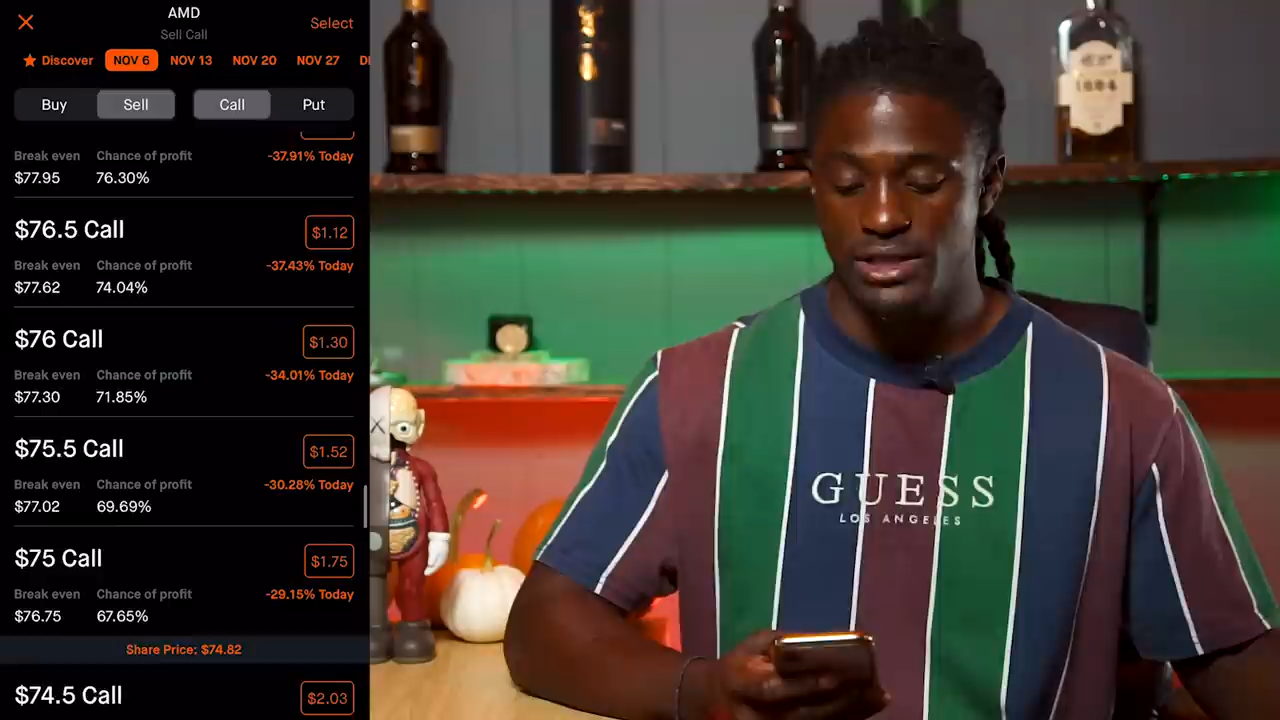 AMD
Sell Call
Select
Discover NOV 6 NOV 13 NOV 20 NOV 27
Buy Sell Call Put
Break even Chance of profit -37.91% Today
$77.95 76.30%
$76.5 Call $1.12
Break even Chance of profit -37.43% Today
$77.62 74.04%
$76 Call $1.30
Break even Chance of profit -34.01% Today
$77.30 71.85%
$75.5 Call $1.52
Break even Chance of profit -30.28% Today
$77.02 69.69%
$75 Call $1.75
Break even Chance of profit -29.15% Today
$76.75 67.65%
Share Price: $74.82
$74.5 Call $2.03
GUESS
LOS ANGELES